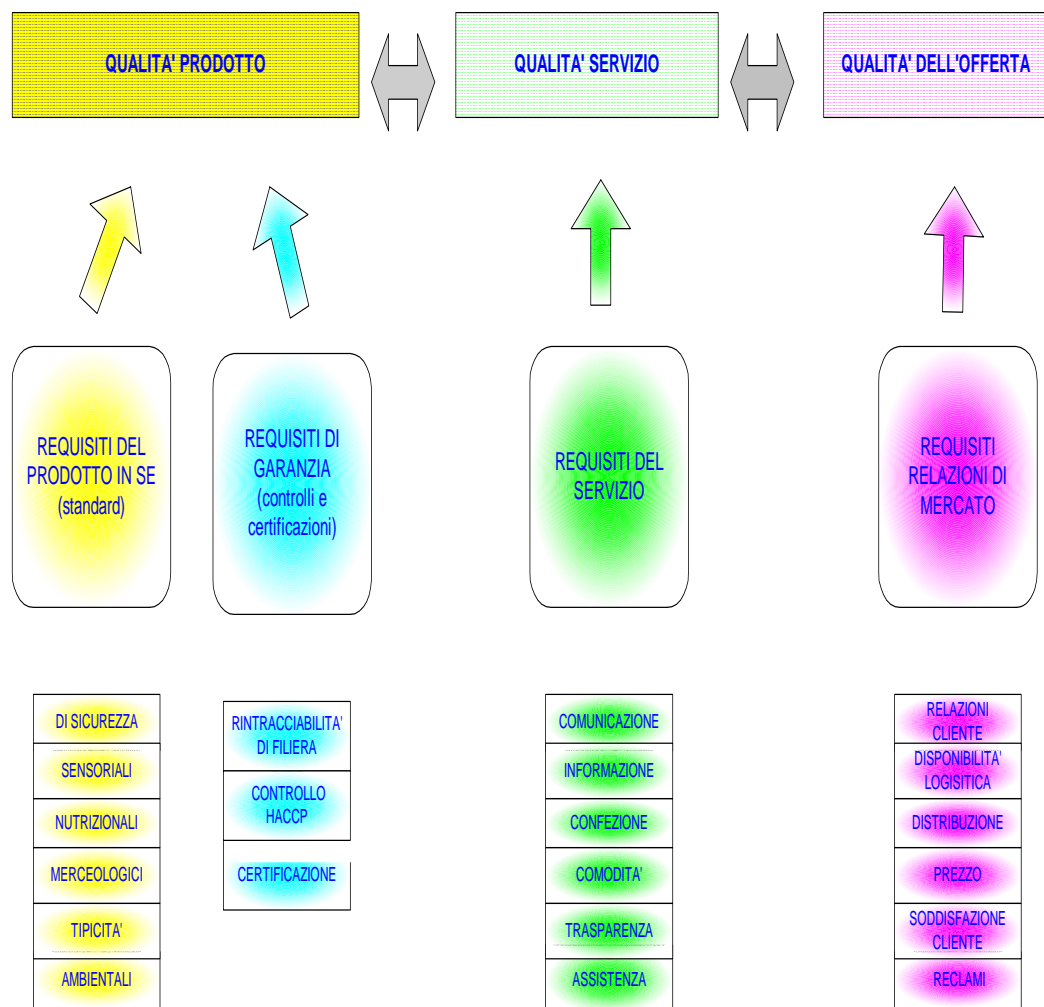 QUALITA' PRODOTTO
QUALITA' SERVIZIO
QUALITA' DELL'OFFERTA
REQUISITI DEL
PRODOTTO IN SE
(standard)
REQUISITI DI
GARANZIA
(controlli e
certificazioni)
REQUISITI DEL
SERVIZIO
REQUISITI
RELAZIONI DI
MERCATO
DI SICUREZZA
SENSORIALI
NUTRIZIONALI
MERCEOLOGICI
TIPICITA'
AMBIENTALI
RINTRACCIABILITA'
DI FILIERA
CONTROLLO
HACCP
CERTIFICAZIONE
COMUNICAZIONE
INFORMAZIONE
CONFEZIONE
COMODITA'
TRASPARENZA
ASSISTENZA
RELAZIONI
CLIENTE
DISPONIBILITA'
LOGISITICA
DISTRIBUZIONE
PREZZO
SODDISFAZIONE
CLIENTE
RECLAMI